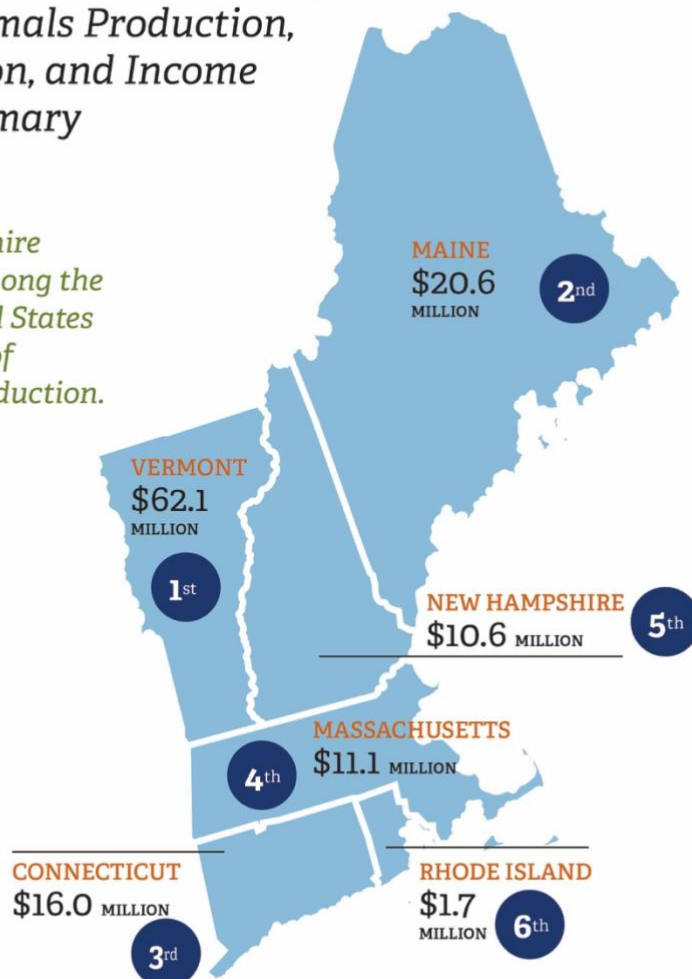 mals Production,
on, and Income
mary
ire
ong the
d States
of
duction.
MAINE
$20.6
MILLION
2nd
VERMONT
$62.1
MILLION
1st
NEW HAMPSHIRE
$10.6 MILLION
5th
MASSACHUSETTS
$11.1 MILLION
4th
CONNECTICUT
$16.0 MILLION
3rd
RHODE ISLAND
$1.7
MILLION
6th